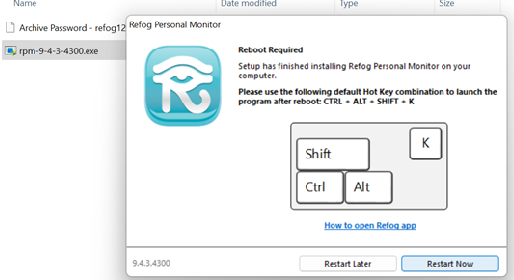 Name Date modified Type Size
Archive Password - refog12
rpm-9-4-3-4300.exe
Refog Personal Monitor
Reboot Required
Setup has finished installing Refog Personal Monitor on your
computer.
Please use the following default Hot Key combination to launch the
program after reboot: CTRL + ALT + SHIFT + K
Shift K
Ctrl Alt
How to open Refog app
9.4.3.4300 Restart Later Restart Now